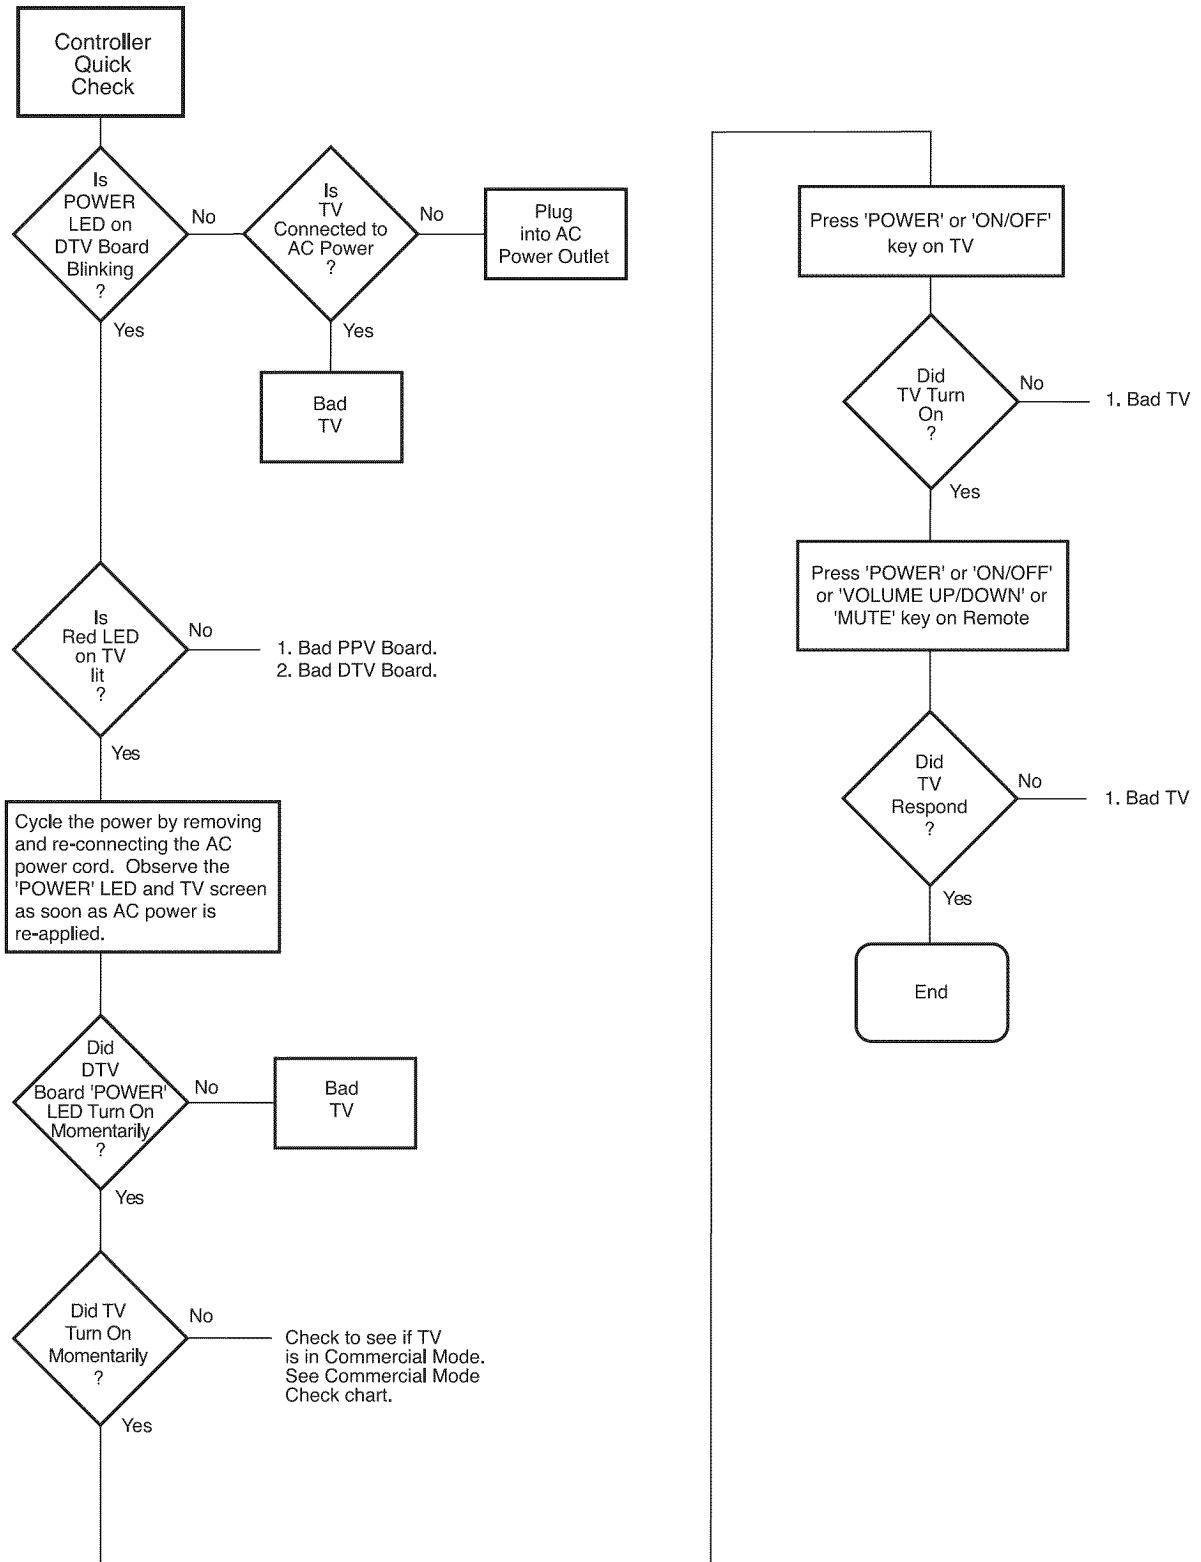 Controller
Quick
Check
Is
POWER
LED on
DTV Board
Blinking
?
No
Is
TV
Connected to
AC Power
?
No
Plug
into AC
Power Outlet
Yes
Yes
Bad
TV
Is
Red LED
on TV
lit
?
No
1. Bad PPV Board.
2. Bad DTV Board.
Yes
Cycle the power by removing
and re-connecting the AC
power cord. Observe the
'POWER' LED and TV screen
as soon as AC power is
re-applied.
Did
DTV
Board 'POWER'
LED Turn On
Momentarily
?
No
Bad
TV
Yes
Did TV
Turn On
Momentarily
?
No
Check to see if TV
is in Commercial Mode.
See Commercial Mode
Check chart.
Yes
Press 'POWER' or 'ON/OFF'
key on TV
Did
TV Turn
On
?
No
1. Bad TV
Yes
Press 'POWER' or 'ON/OFF'
or 'VOLUME UP/DOWN' or
'MUTE' key on Remote
Did
TV
Respond
?
No
1. Bad TV
Yes
End